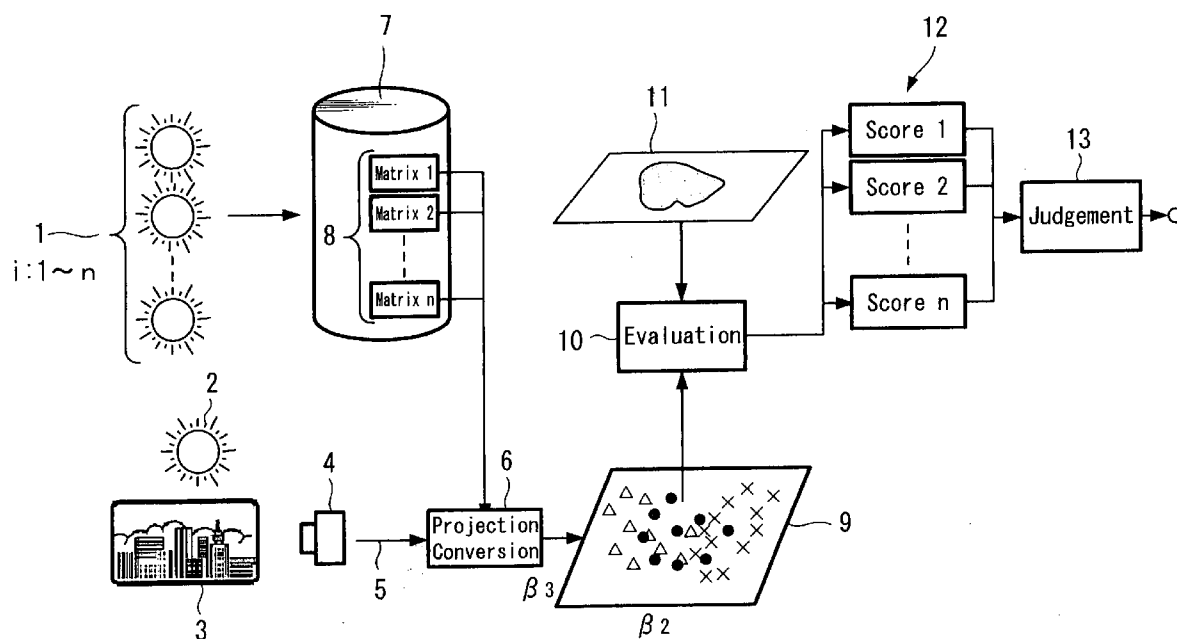 7
12
11
Score 1
13
Matrix 1
Score 2
Matrix 2
Judgement
1
8
i:1~n
Matrix n
Score n
10
Evaluation
2
4
6
Projection
Conversion
9
5
β3
3
β2